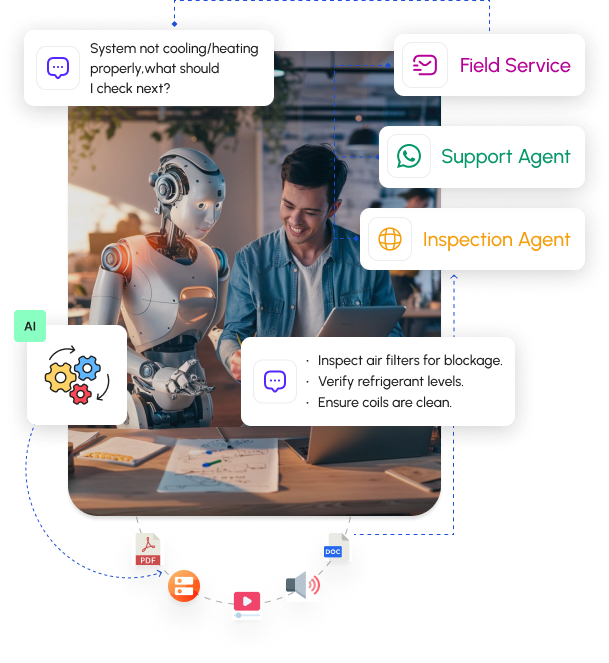 System not cooling/heating
properly,what should
I check next?
Field Service
Support Agent
Inspection Agent
AI
· Inspect air filters for blockage.
· Verify refrigerant levels.
· Ensure coils are clean.
PDF
DOC